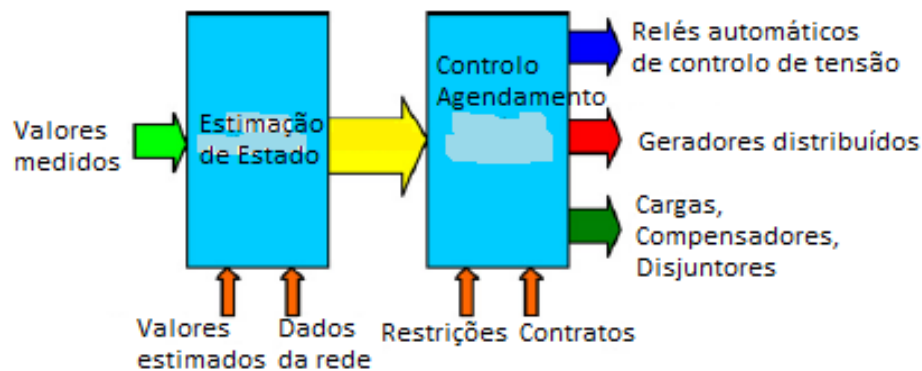 Valores
medidos
Estimação
de Estado
Controlo
Agendamento
Relés automáticos
de controlo de tensão
Geradores distribuídos
Cargas,
Compensadores,
Disjuntores
Valores
estimados
Dados
da rede
Restrições
Contratos